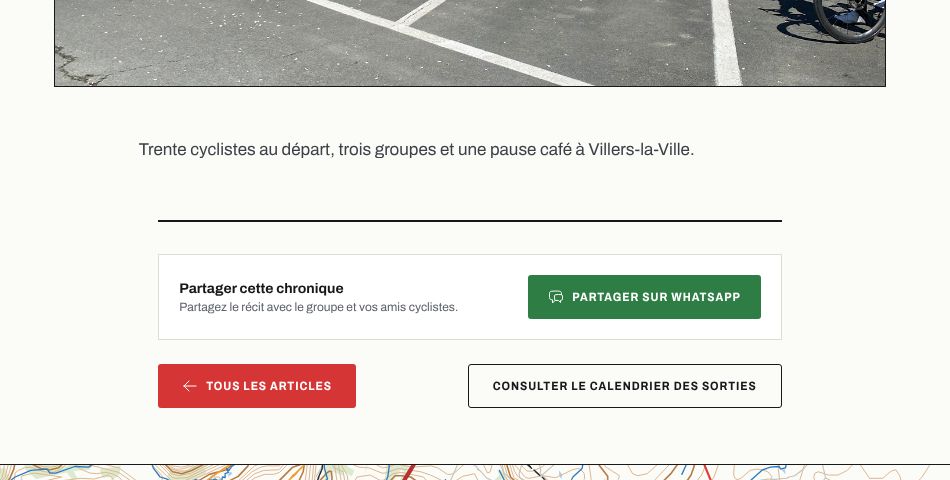 Trente cyclistes au départ, trois groupes et une pause café à Villers-la-Ville.
Partager cette chronique
Partagez le récit avec le groupe et vos amis cyclistes.
PARTAGER SUR WHATSAPP
TOUS LES ARTICLES
CONSULTER LE CALENDRIER DES SORTIES